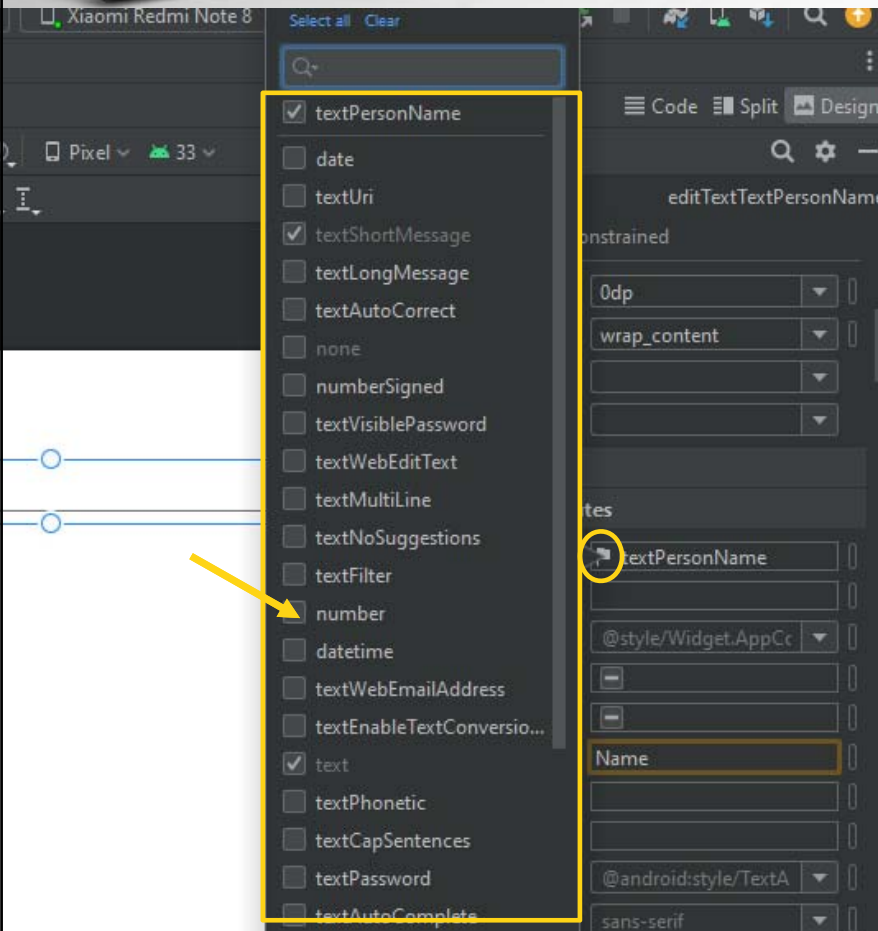 Xiaomi Redmi Note 8
Select all Clear
textPersonName
Code Split Design
date
Pixel 33
textUri
editTextTextPersonName
textShortMessage
onstrained
textLongMessage
0dp
textAutoCorrect
wrap_content
none
numberSigned
textVisiblePassword
textWebEditText
textMultiLine
tes
textNoSuggestions
textPersonName
textFilter
number
@style/Widget.AppCc
datetime
textWebEmailAddress
textEnableTextConversio...
Name
text
textPhonetic
textCapSentences
textPassword
@android:style/TextA
textAutoComplete
sans-serif